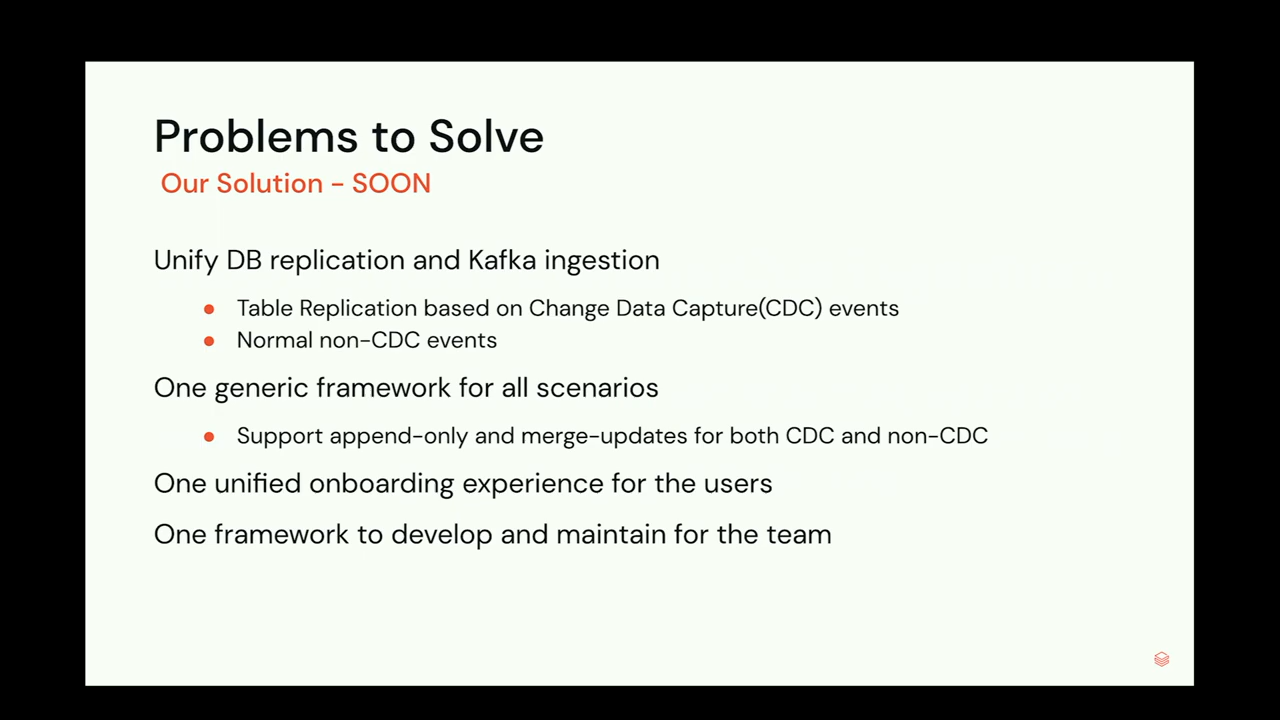 Problems to Solve
Our Solution - SOON
Unify DB replication and Kafka ingestion
● Table Replication based on Change Data Capture(CDC) events
● Normal non-CDC events
One generic framework for all scenarios
● Support append-only and merge-updates for both CDC and non-CDC
One unified onboarding experience for the users
One framework to develop and maintain for the team